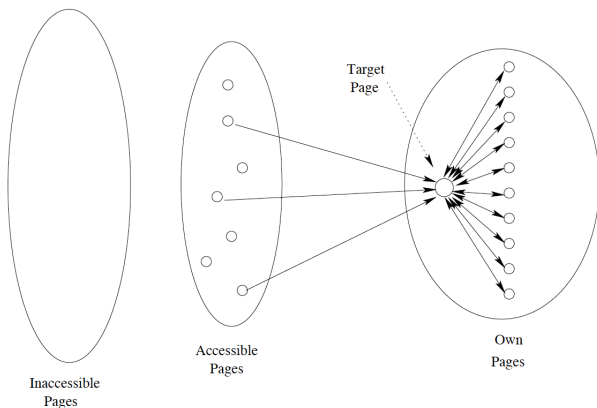 Target
Page
Accessible
Pages
Own
Pages
Inaccessible
Pages